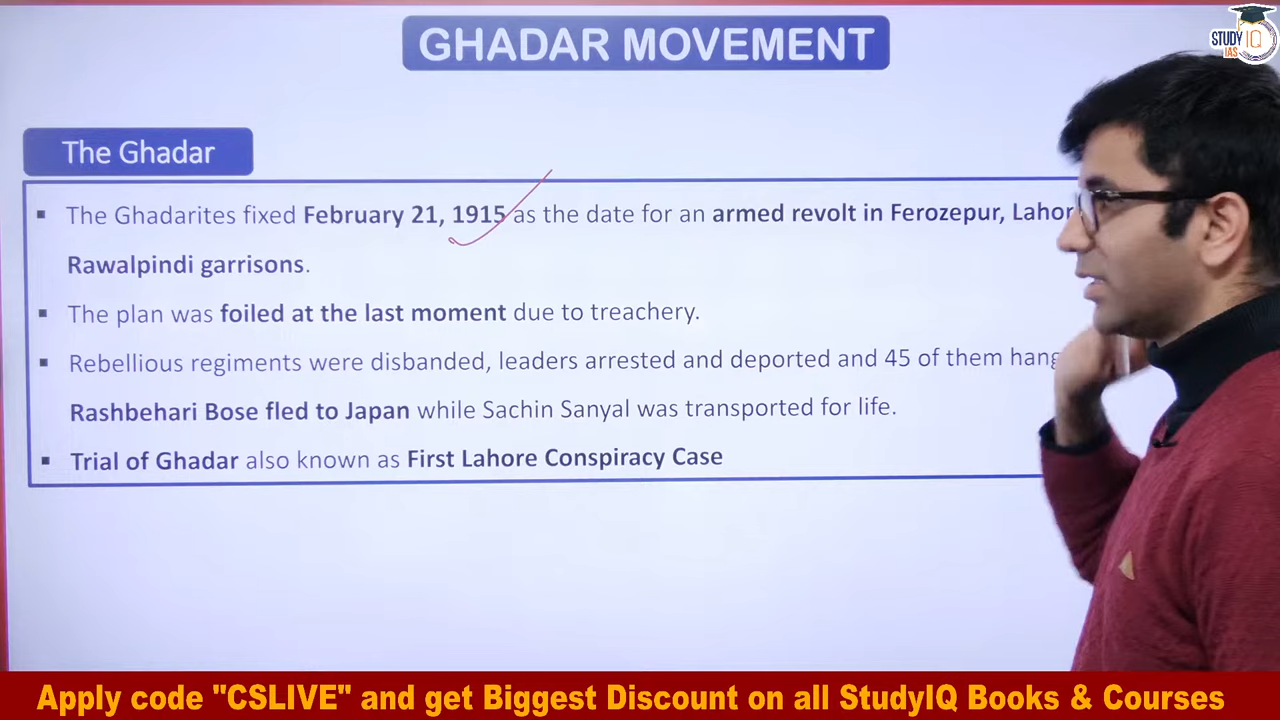 GHADAR MOVEMENT
STUDY IQ
IAS
The Ghadar
▪ The Ghadarites fixed February 21, 1915 as the date for an armed revolt in Ferozepur,
Rawalpindi garrisons.
▪ The plan was foiled at the last moment due to treachery.
▪ Rebellious regiments were disbanded, leaders arrested and deported and 45 of them
Rashbehari Bose fled to Japan while Sachin Sanyal was transported for life.
▪ Trial of Ghadar also known as First Lahore Conspiracy Case
Apply code "CSLIVE" and get Biggest Discount on all StudyIQ Books & Courses